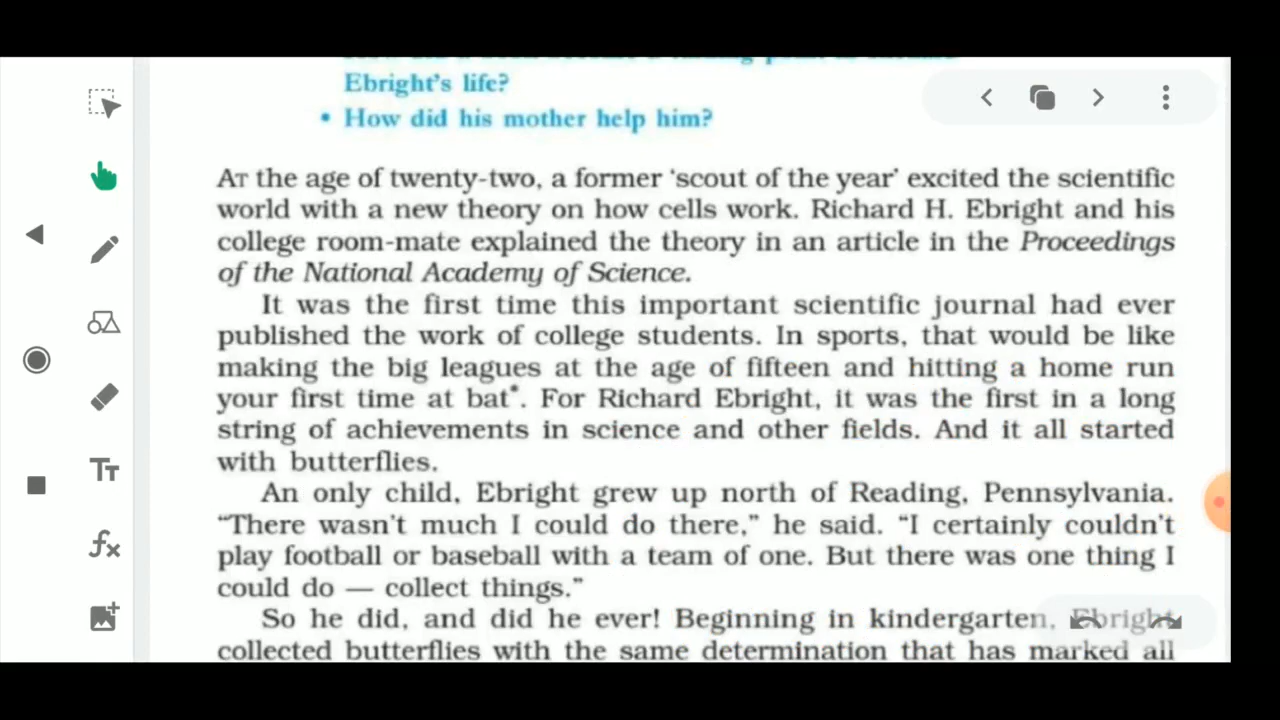 Ebright's life?
• How did his mother help him?
AT the age of twenty-two, a former ‘scout of the year’ excited the scientific
world with a new theory on how cells work. Richard H. Ebright and his
college room-mate explained the theory in an article in the Proceedings
of the National Academy of Science.
It was the first time this important scientific journal had ever
published the work of college students. In sports, that would be like
making the big leagues at the age of fifteen and hitting a home run
your first time at bat*. For Richard Ebright, it was the first in a long
string of achievements in science and other fields. And it all started
with butterflies.
An only child, Ebright grew up north of Reading, Pennsylvania.
“There wasn't much I could do there,” he said. “I certainly couldn't
play football or baseball with a team of one. But there was one thing I
could do — collect things.”
So he did, and did he ever! Beginning in kindergarten, Ebright
collected butterflies with the same determination that has marked all
Tт
fx